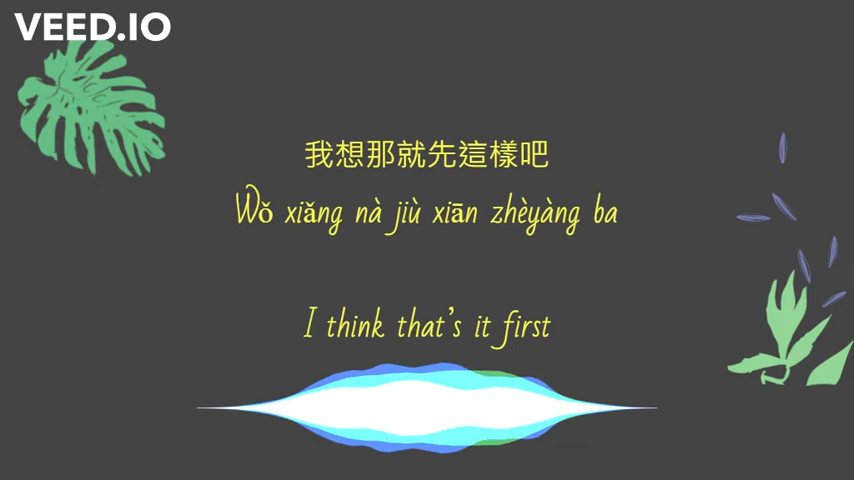 VEED.IO
我想那就先這樣吧
Wǒ xiǎng nà jiù xiān zhèyàng ba
I think that's it first